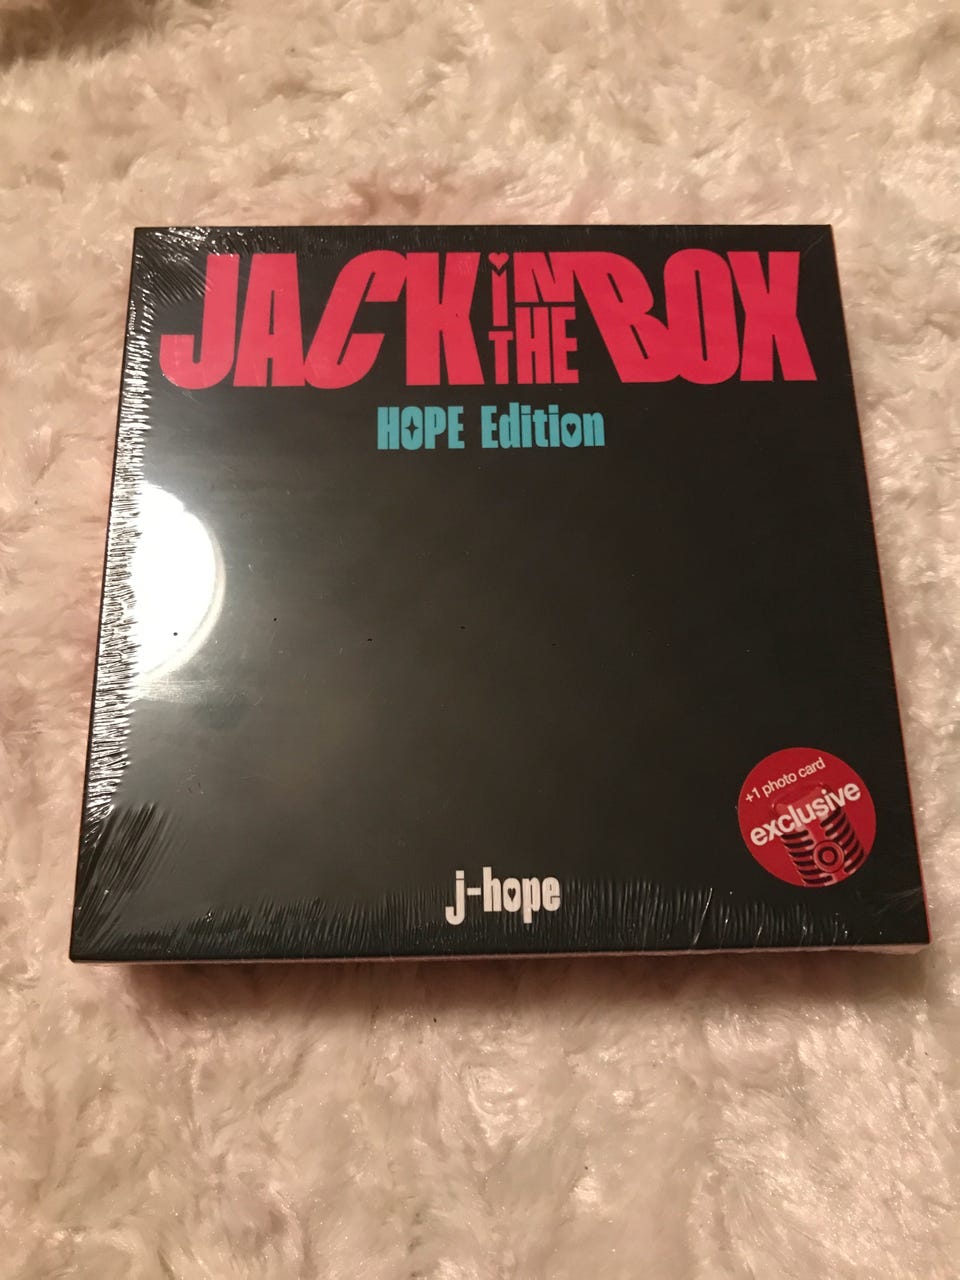 JACK iN THE BOX
HOPE Edition
+1 photo card
exclusive
j-hope